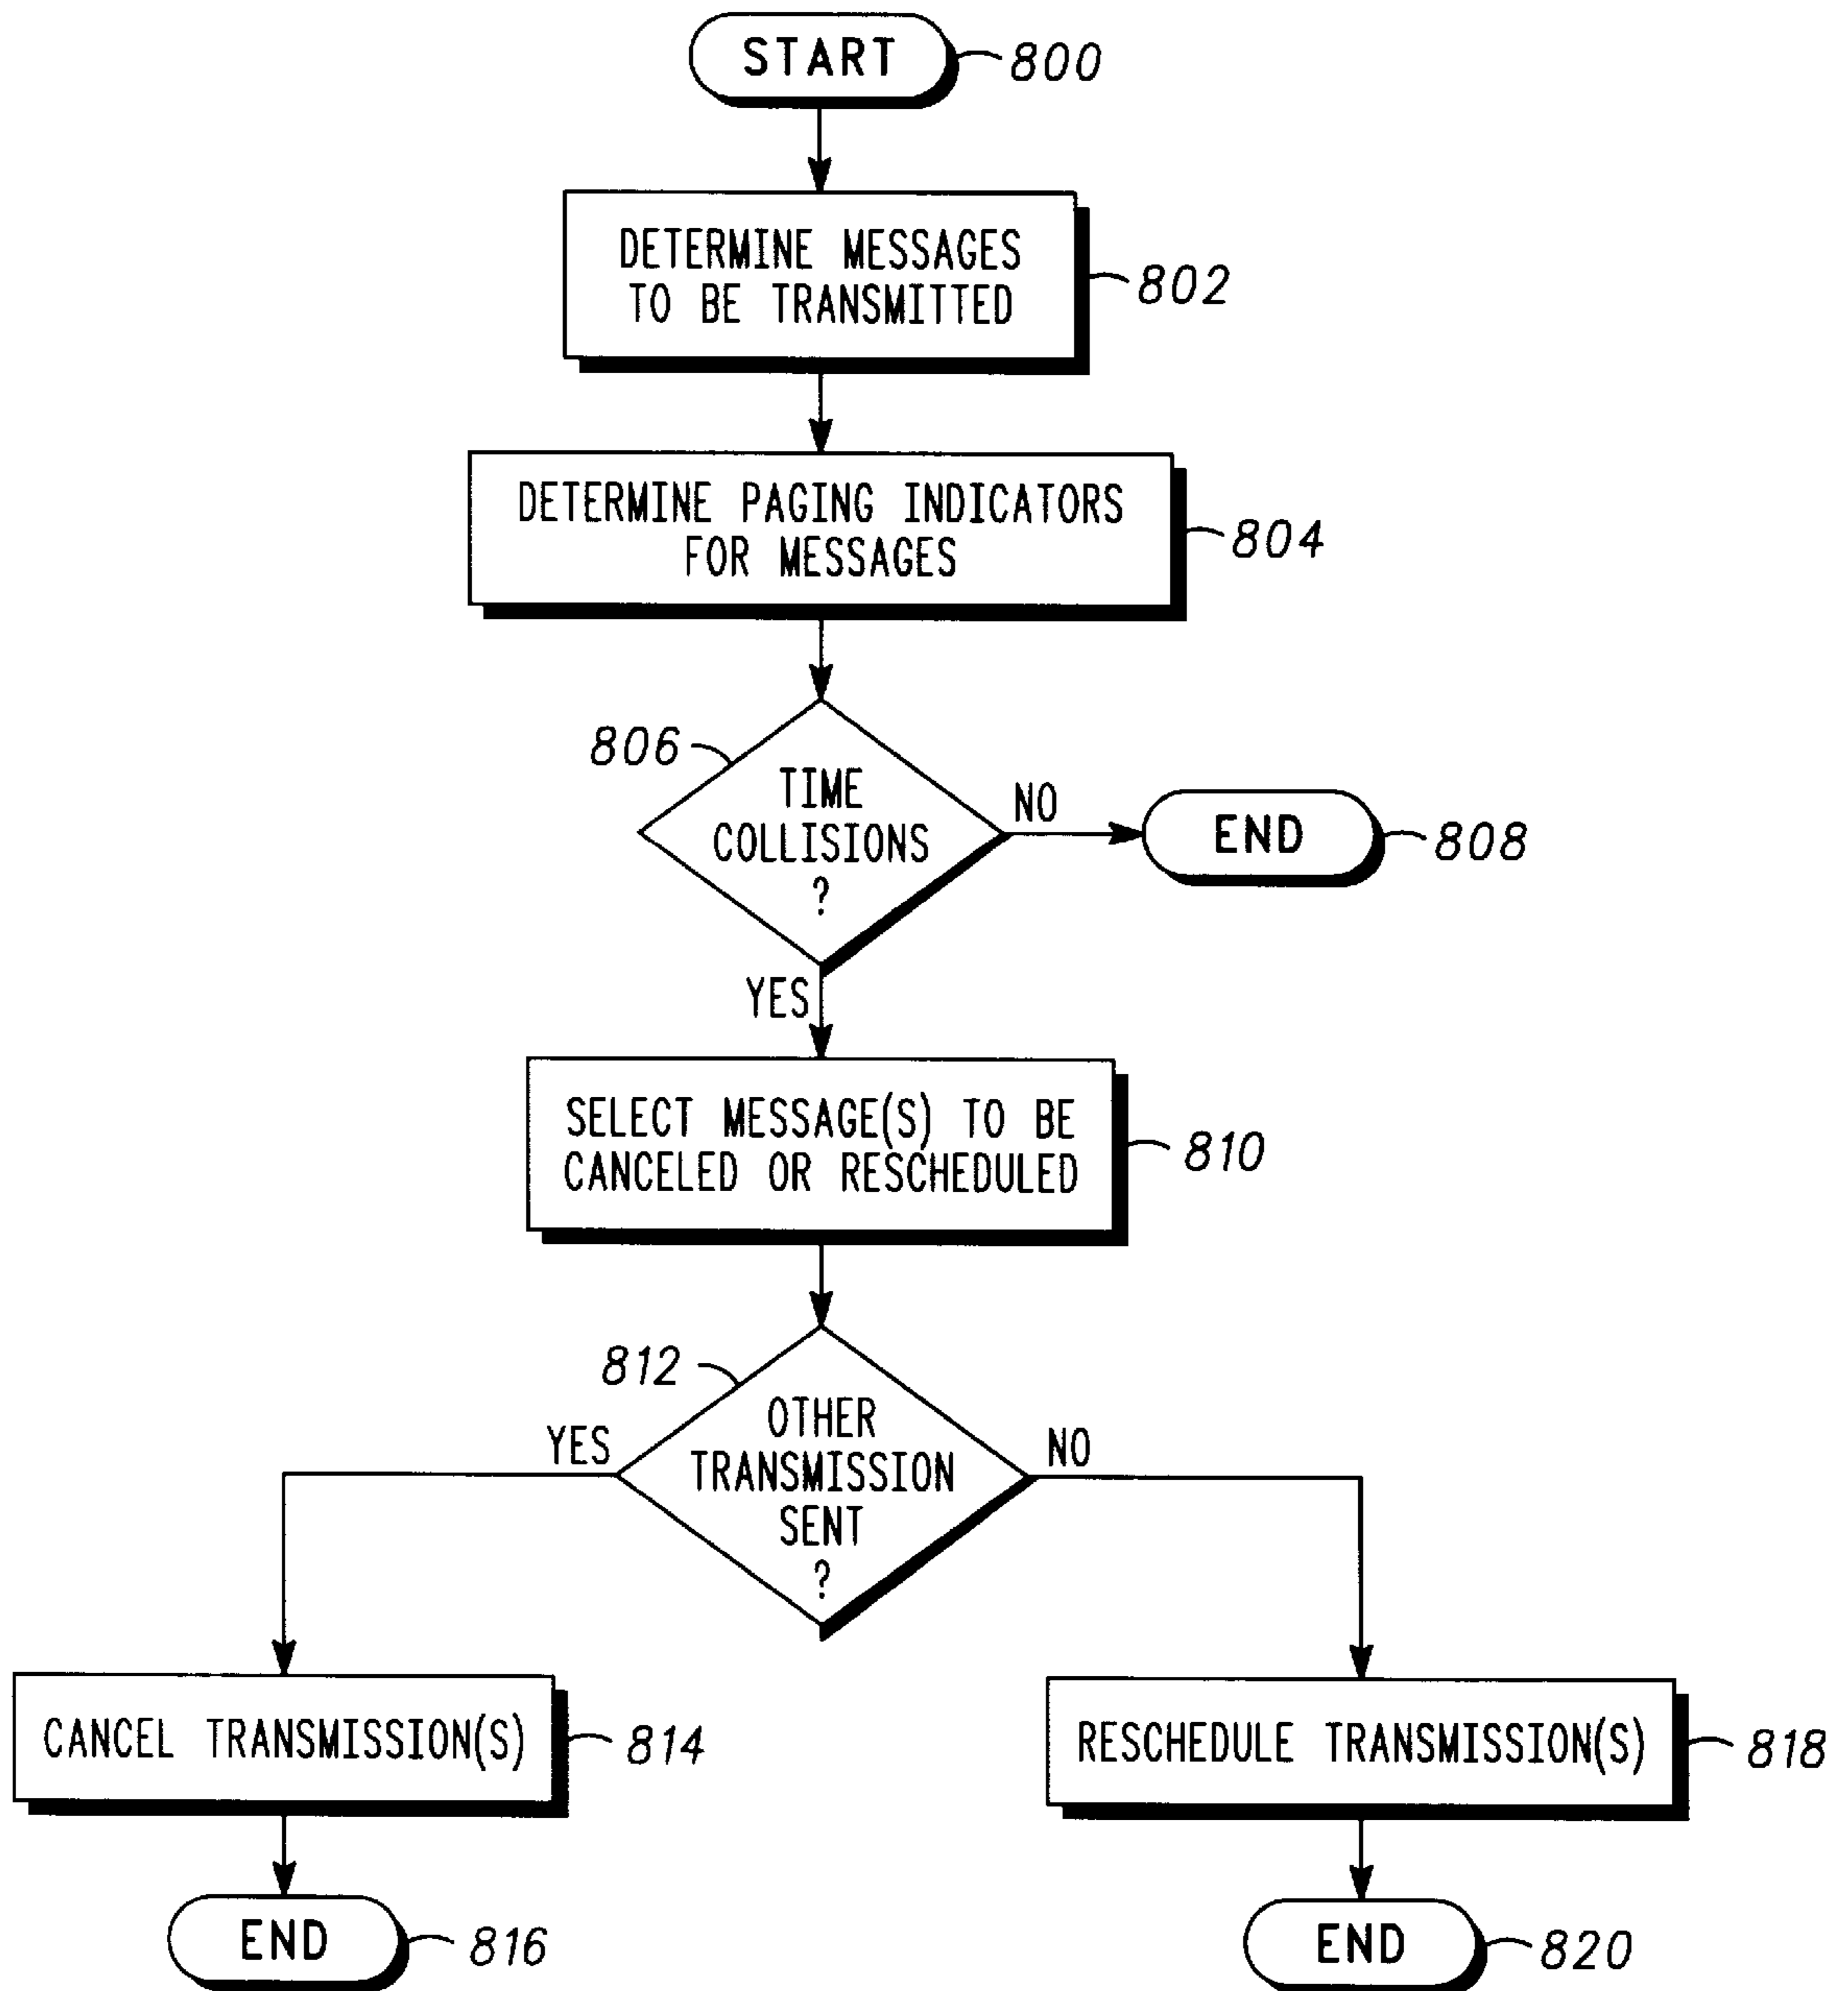 START
800
DETERMINE MESSAGES
TO BE TRANSMITTED
802
DETERMINE PAGING INDICATORS
FOR MESSAGES
804
806
TIME
COLLISIONS
?
NO
END
808
YES
SELECT MESSAGE(S) TO BE
CANCELED OR RESCHEDULED
810
812
OTHER
TRANSMISSION
SENT
?
YES
NO
CANCEL TRANSMISSION(S)
814
RESCHEDULE TRANSMISSION(S)
818
END
816
END
820